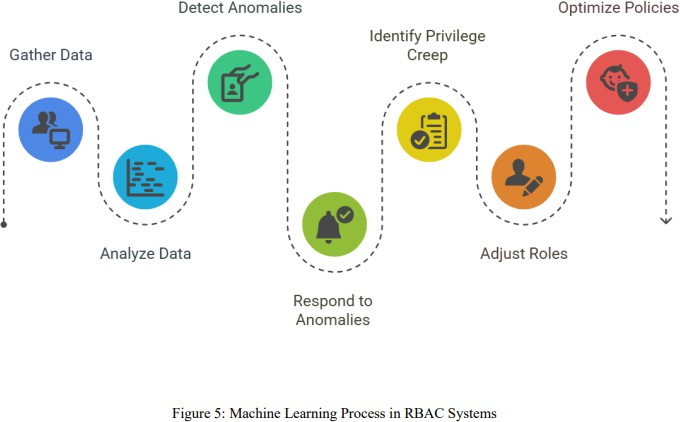 Gather Data
Analyze Data
Detect Anomalies
Respond to
Anomalies
Identify Privilege
Creep
Adjust Roles
Optimize Policies
Figure 5: Machine Learning Process in RBAC Systems